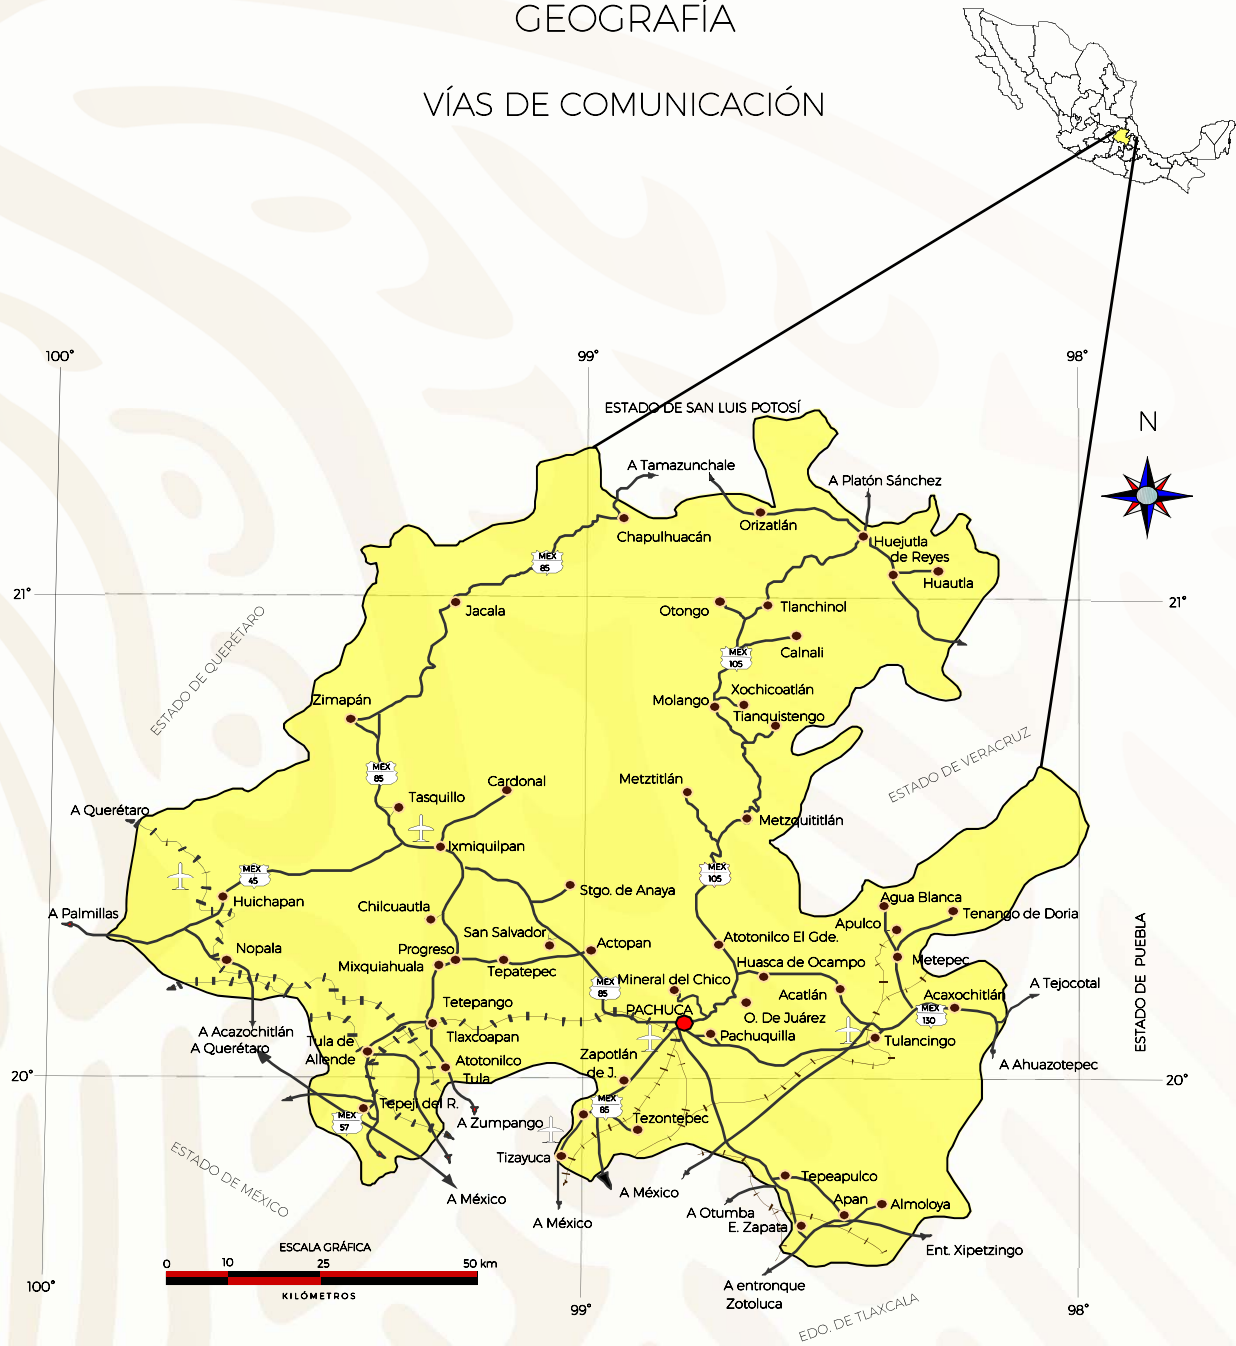 GEOGRAFÍA
VÍAS DE COMUNICACIÓN
100°
99°
98°
N
ESTADO DE SAN LUIS POTOSÍ
A Tamazunchale
A Platón Sánchez
Orizatlán
Chapulhuacán
Huejutla
de Reyes
Huautla
MEX
85
21°
21°
Jacala
Otongo
Tlanchinol
Calnali
MEX
105
ESTADO DE QUERÉTARO
Zimapán
Molango
Xochicoatlán
Tianquistengo
ESTADO DE VERACRUZ
MEX
85
Cardonal
Metztitlán
Tasquillo
A Querétaro
Metzquititlán
Ixmiquilpan
MEX
45
MEX
105
Huichapan
Stgo. de Anaya
Agua Blanca
Chilcuautla
A Palmillas
Apulco
Tenango de Doria
San Salvador
Actopan
Atotonilco El Gde.
Nopala
Progreso
Mixquiahuala
Tepatepec
Huasca de Ocampo
Metepec
Mineral del Chico
MEX
85
Acatlán
Acaxochitlán
A Tejocotal
ESTADO DE PUEBLA
Tetepango
PACHUCA
O. De Juárez
MEX
130
A Acazochitlán
A Querétaro
Tula de
Allende
Tlaxcoapan
Pachuquilla
Tulancingo
Atotonilco
Tula
Zapotlán
de J.
A Ahuazotepec
20°
20°
Tepeji del R.
MEX
57
MEX
85
A Zumpango
Tezontepec
Tizayuca
ESTADO DE MÉXICO
A México
A México
A México
Tepeapulco
Apan
Almoloya
A Otumba
E. Zapata
Ent. Xipetzingo
A entronque
Zotoluca
ESCALA GRÁFICA
0 10 25 50 km
KILÓMETROS
100°
99°
98°
EDO. DE TLAXCALA